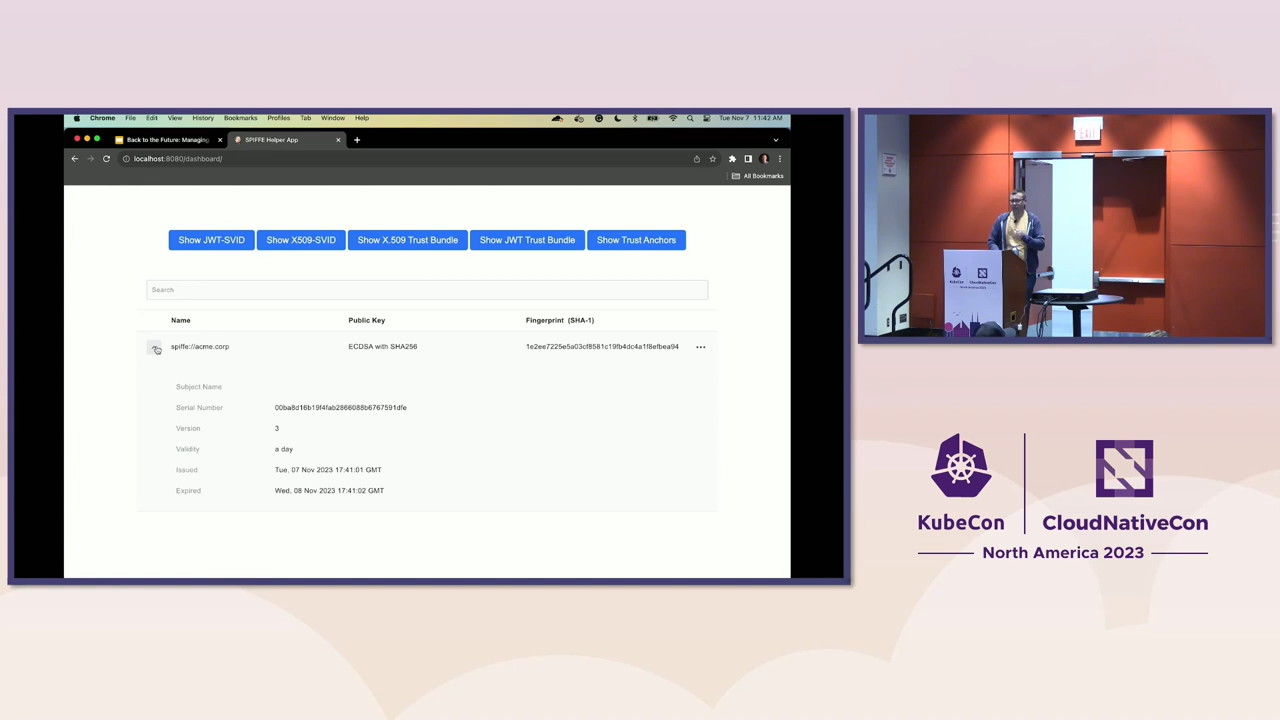 Chrome File Edit View History Bookmarks Profiles Tab Window Help Tue Nov 7 11:42 AM
Back to the Future: Managing SPIFFE Helper App
localhost:8080/dashboard/
All Bookmarks
Show JWT-SVID Show X509-SVID Show X.509 Trust Bundle Show JWT Trust Bundle Show Trust Anchors
Search
Name Public Key Fingerprint (SHA-1)
spiffe://acme.corp ECDSA with SHA256 1e2ee7225e5a03cf8581c19fb4dc4a1f8efbea94
Subject Name
Serial Number 00ba8d16b19f4fab2866088b6767591dfe
Version 3
Validity a day
Issued Tue, 07 Nov 2023 17:41:01 GMT
Expired Wed, 08 Nov 2023 17:41:02 GMT
EXIT
KubeCon CloudNativeCon
KubeCon CloudNativeCon
North America 2023